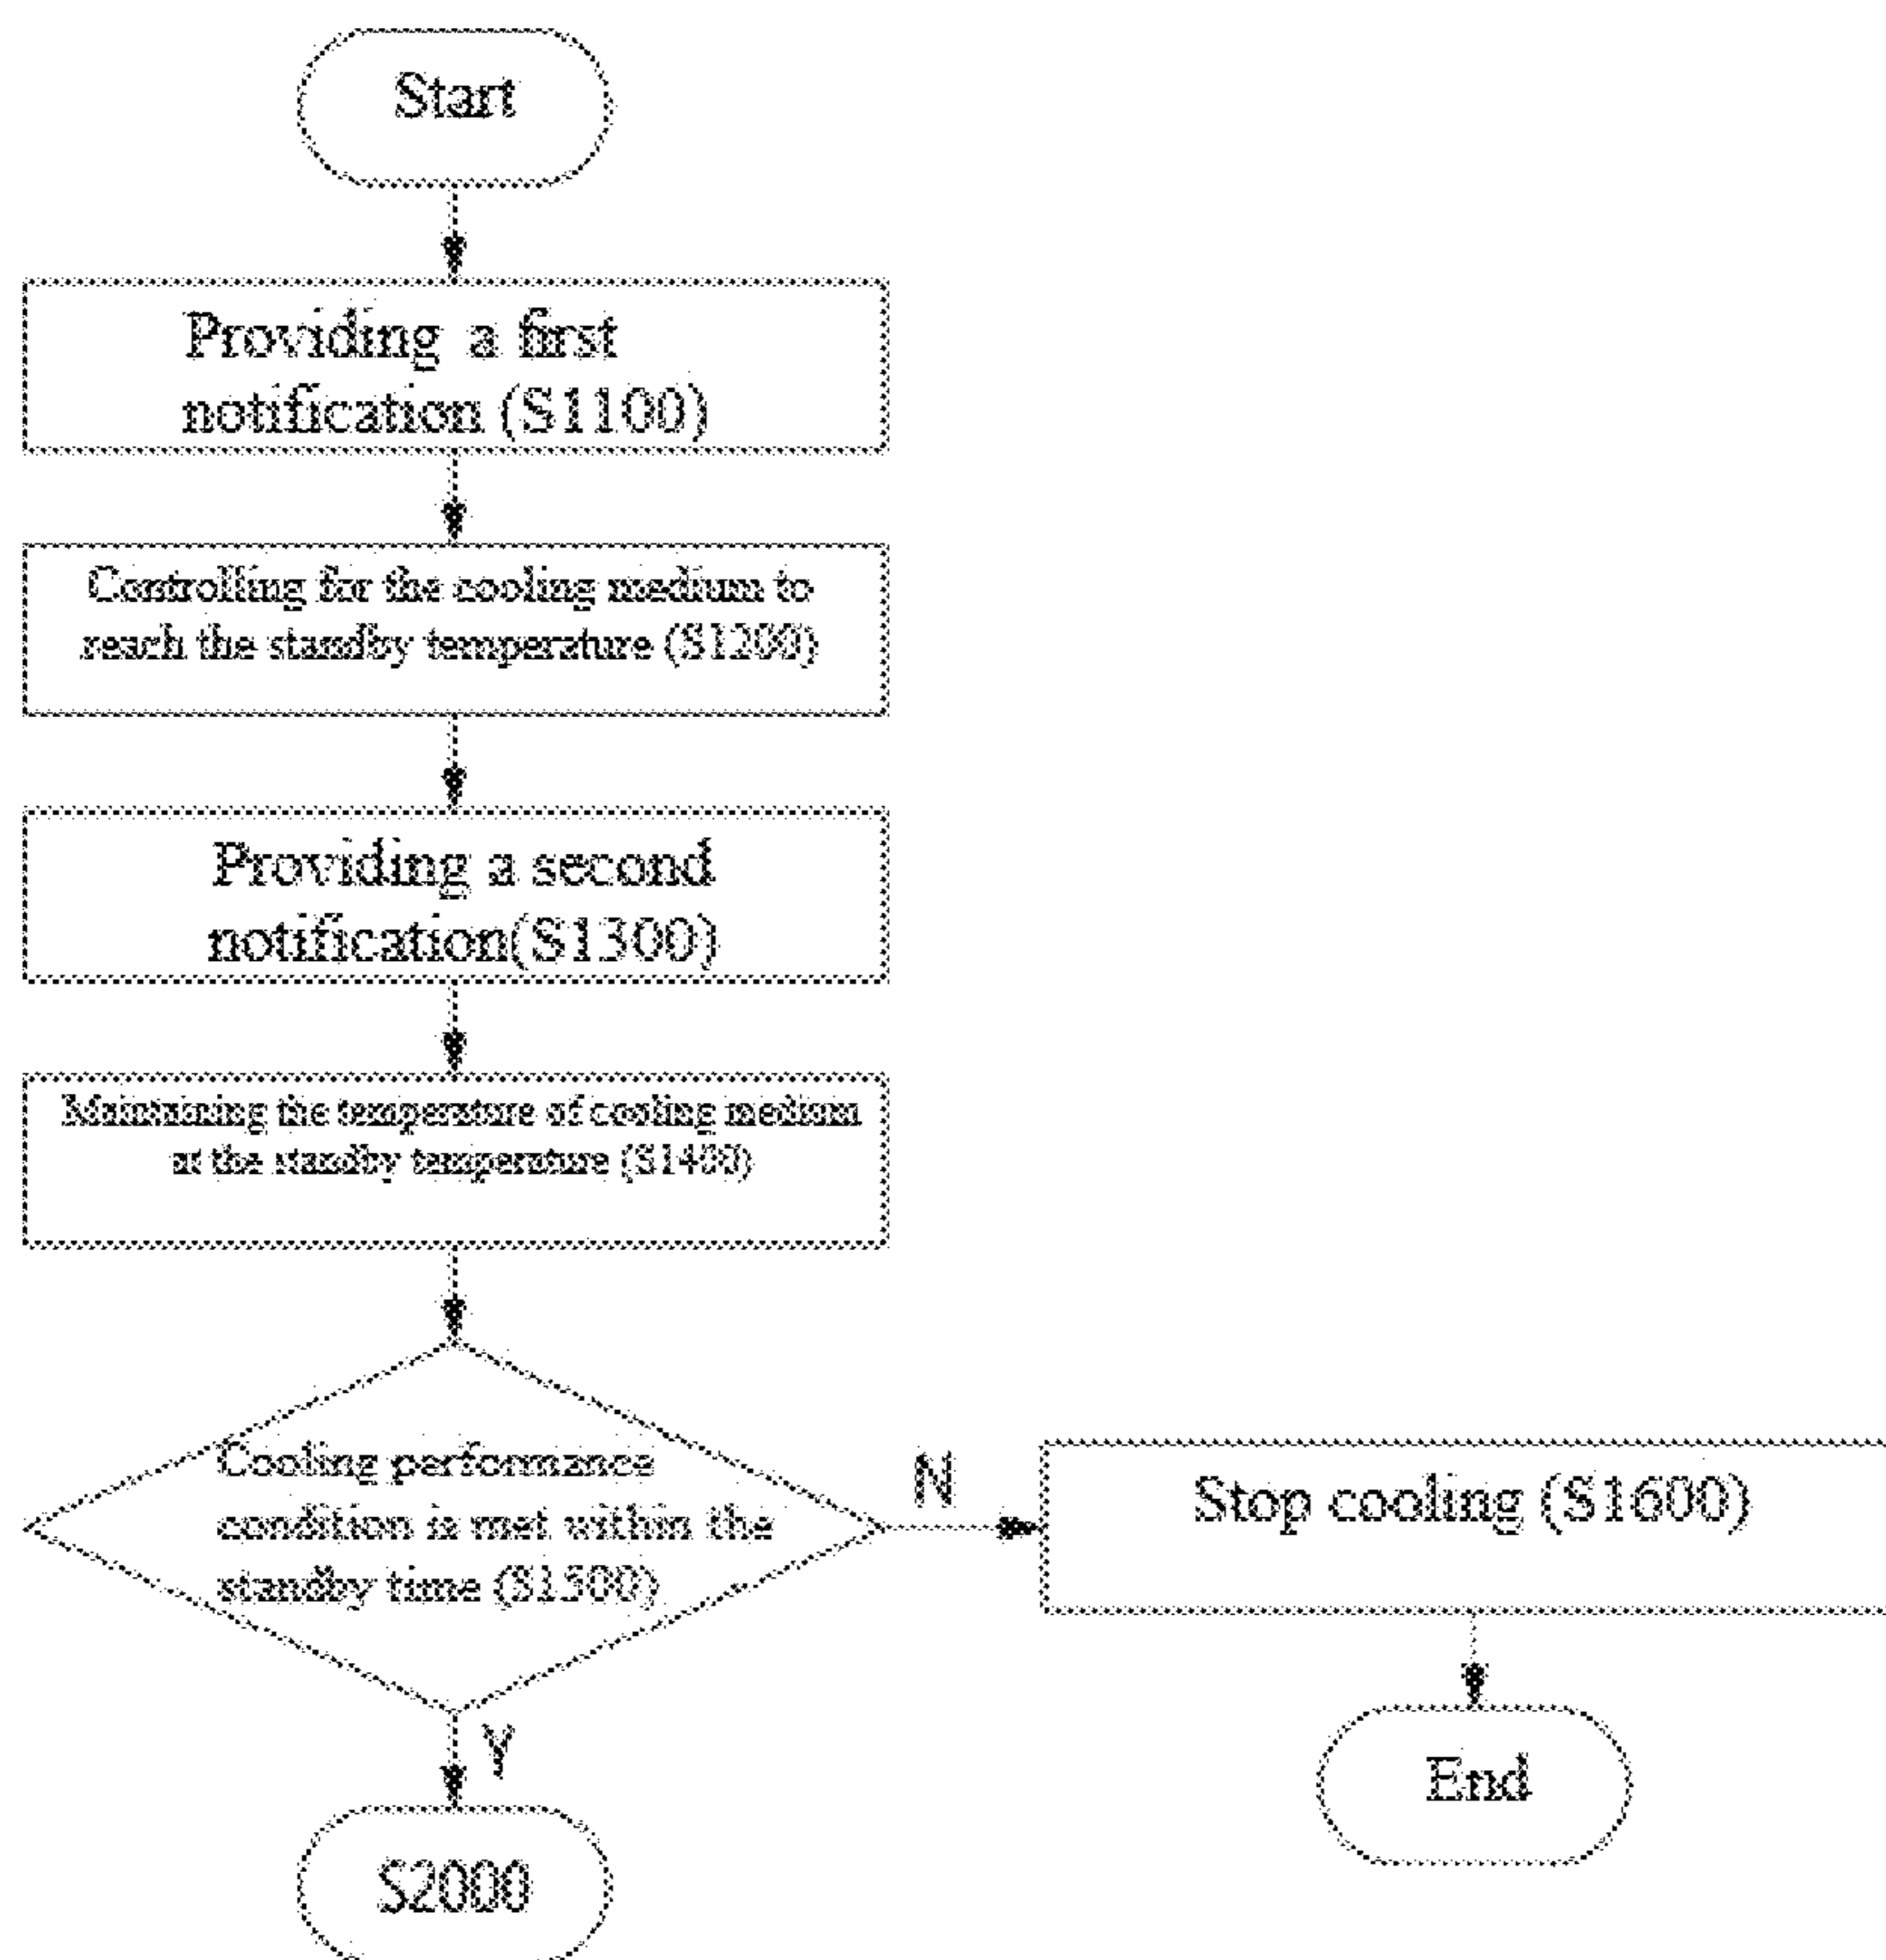 Start
Providing a first
notification (S1100)
Controlling for the cooling medium to
reach the standby temperature (S1200)
Providing a second
notification(S1300)
Maintaining the temperature of cooling medium
at the standby temperature (S1400)
Cooling performance
condition is met within the
standby time (S1500)
N
Stop cooling (S1600)
Y
End
S2000